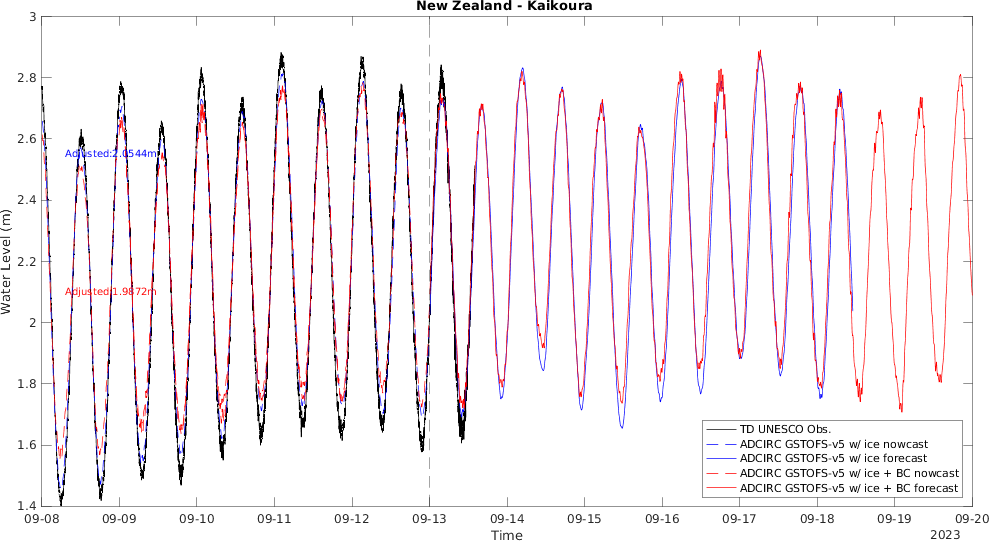 New Zealand - Kaikoura
3
2.8
2.6
2.4
2.2
2
1.8
1.6
1.4
Water Level (m)
Adjusted:2.0544m
Adjusted:1.9872m
TD UNESCO Obs.
ADCIRC GSTOFS-v5 w/ ice nowcast
ADCIRC GSTOFS-v5 w/ ice forecast
ADCIRC GSTOFS-v5 w/ ice + BC nowcast
ADCIRC GSTOFS-v5 w/ ice + BC forecast
09-08 09-09 09-10 09-11 09-12 09-13 09-14 09-15 09-16 09-17 09-18 09-19 09-20
Time
2023